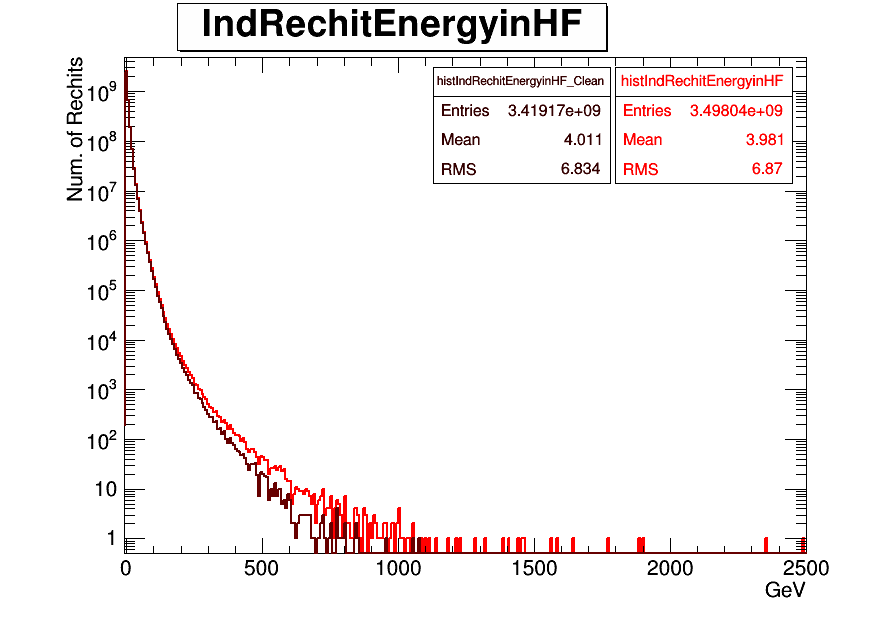 IndRechitEnergyinHF
histIndRechitEnergyinHF_Clean
Entries 3.41917e+09
Mean 4.011
RMS 6.834
histIndRechitEnergyinHF
Entries 3.49804e+09
Mean 3.981
RMS 6.87
Num. of Rechits
10⁹
10⁸
10⁷
10⁶
10⁵
10⁴
10³
10²
10
1
0 500 1000 1500 2000 2500
GeV